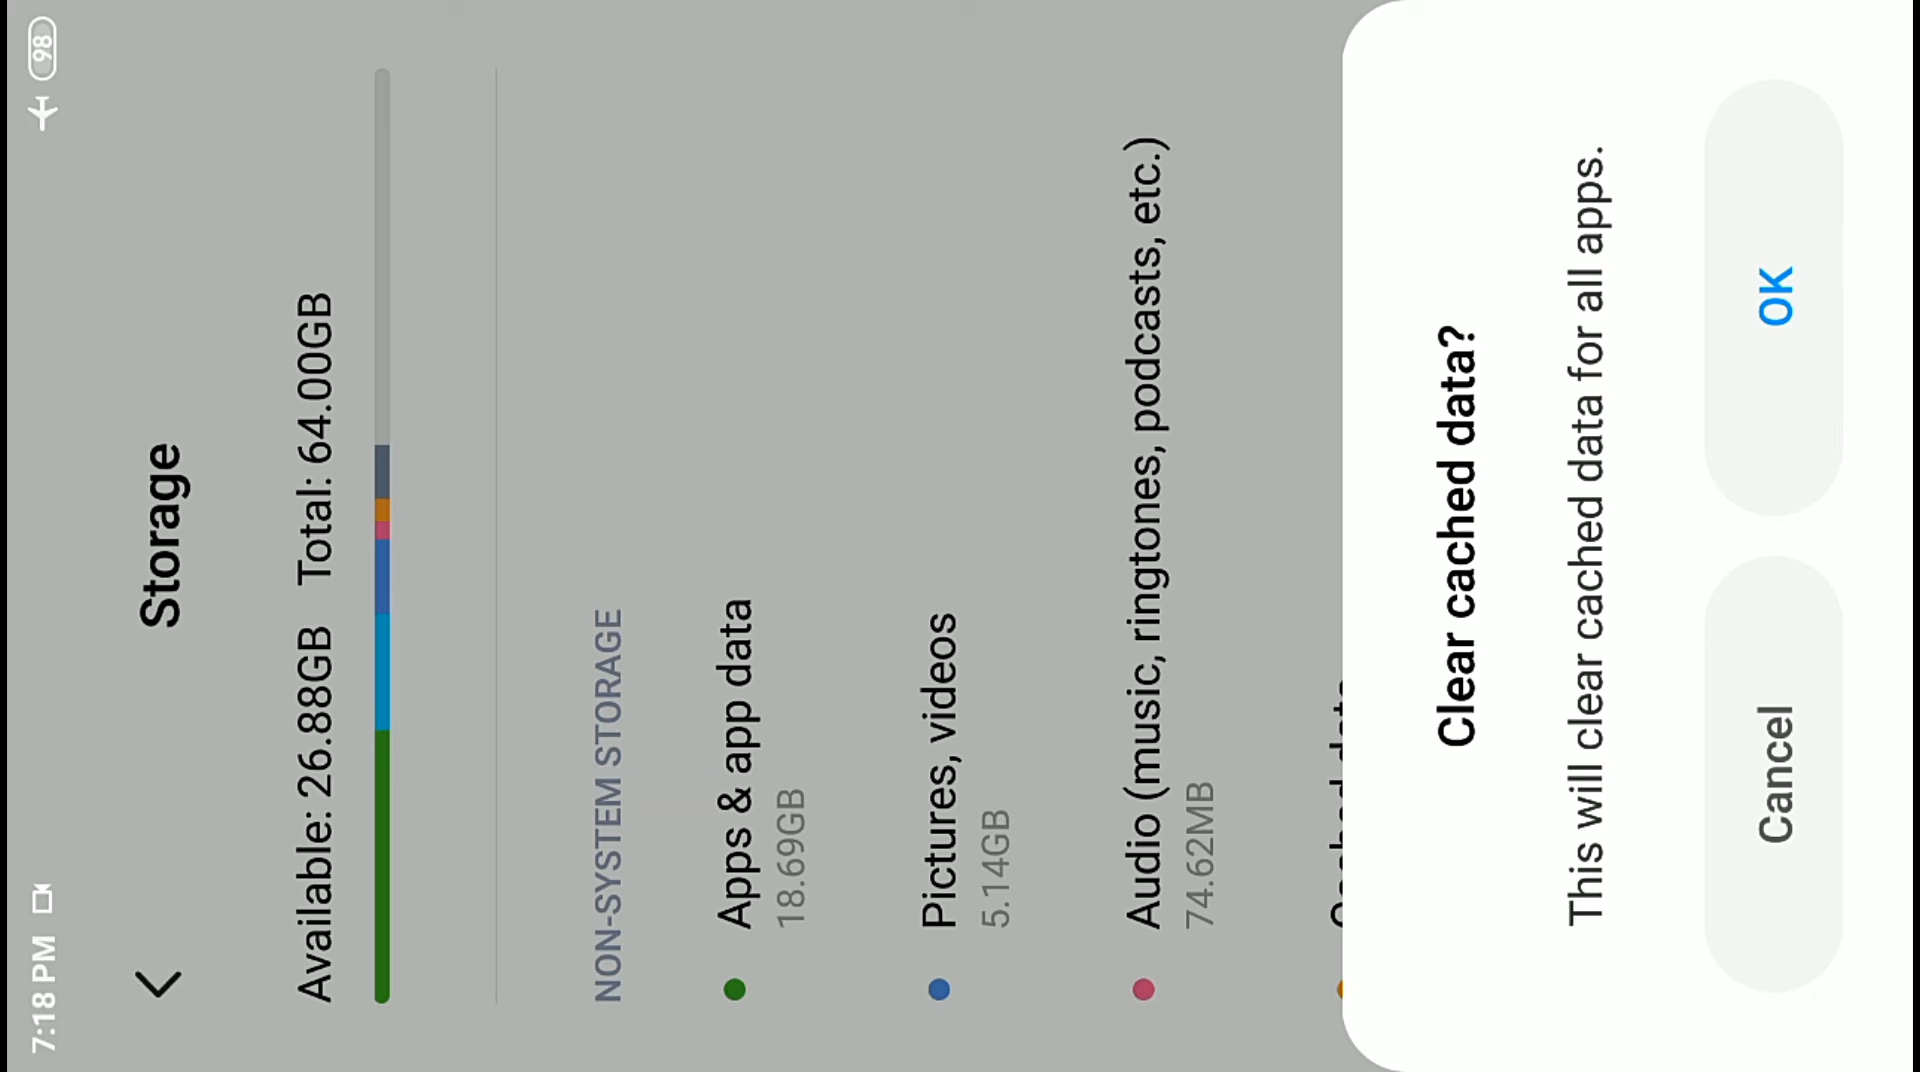 7:18 PM
98
Storage
Available: 26.88GB Total: 64.00GB
NON-SYSTEM STORAGE
Apps & app data
18.69GB
Pictures, videos
5.14GB
Audio (music, ringtones, podcasts, etc.)
74.62MB
Cached data
Clear cached data?
This will clear cached data for all apps.
Cancel
OK